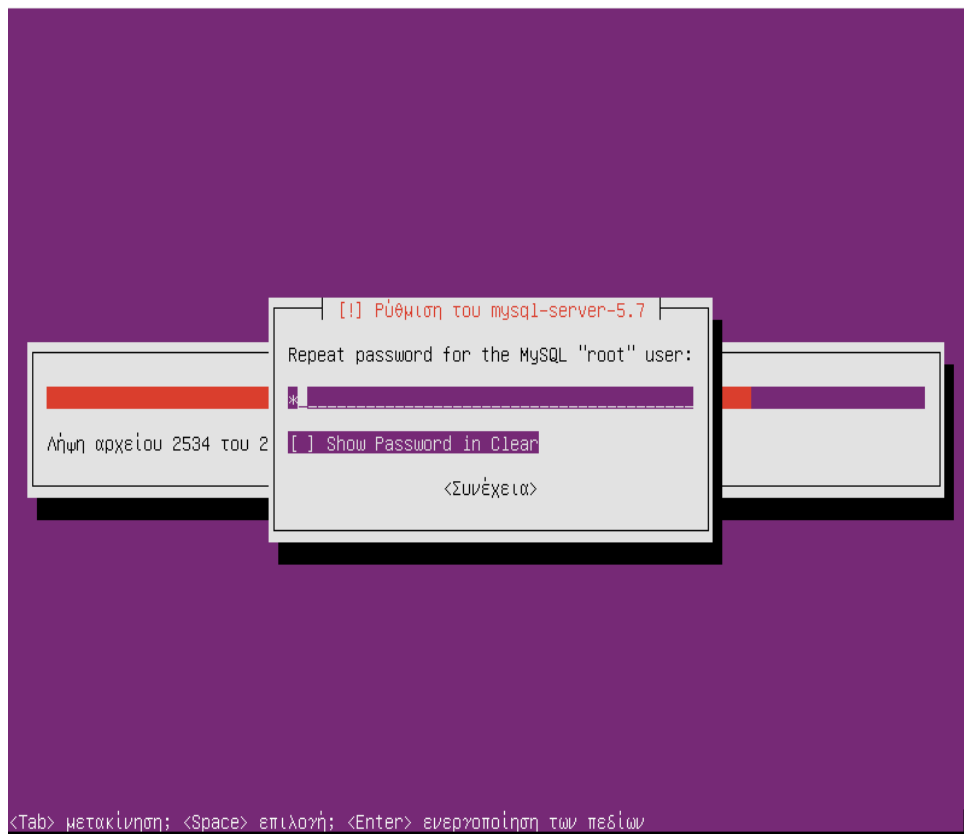 [!] Ρύθμιση του mysql-server-5.7
Repeat password for the MySQL "root" user:
*
Λήψη αρχείου 2534 του 2
[ ] Show Password in Clear
<Συνέχεια>
<Tab> μετακίνηση; <Space> επιλογή; <Enter> ενεργοποίηση των πεδίων